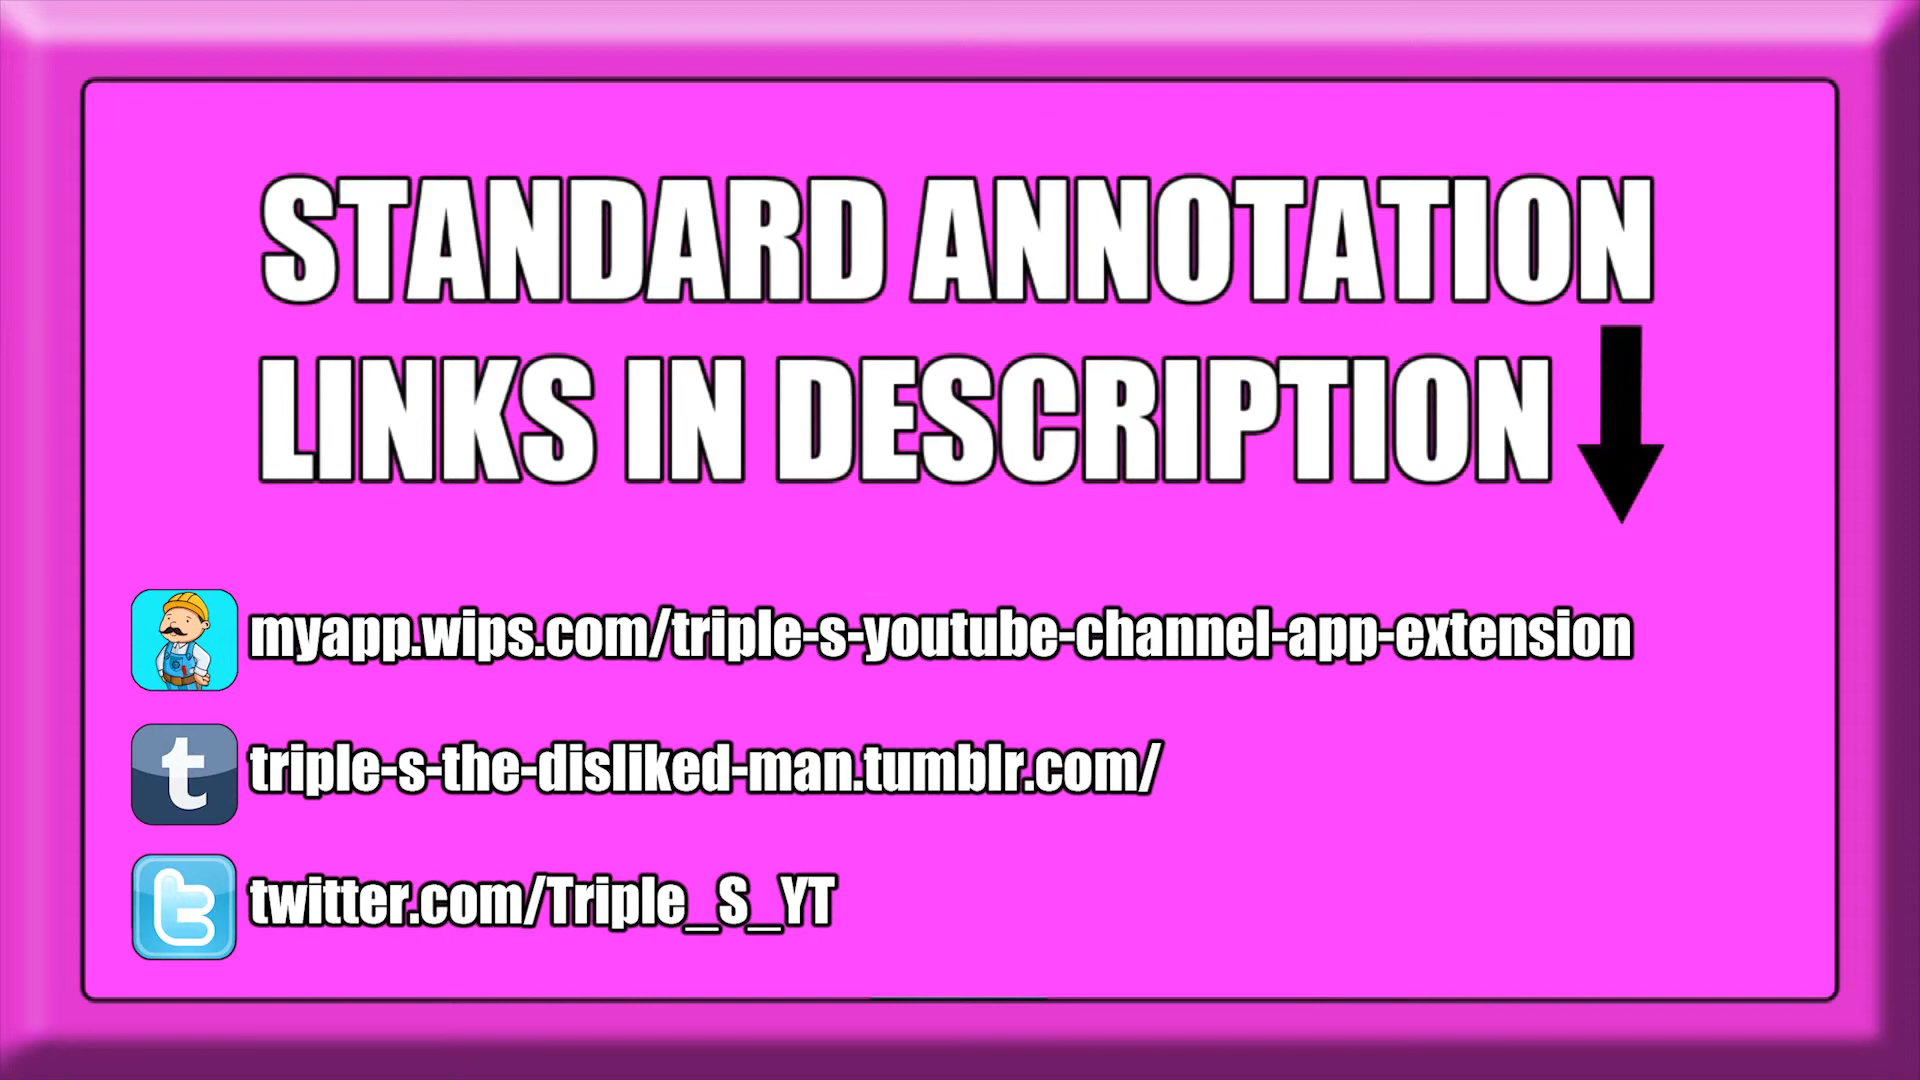 STANDARD ANNOTATION
LINKS IN DESCRIPTION
myapp.wips.com/triple-s-youtube-channel-app-extension
t triple-s-the-disliked-man.tumblr.com/
t twitter.com/Triple_S_YT